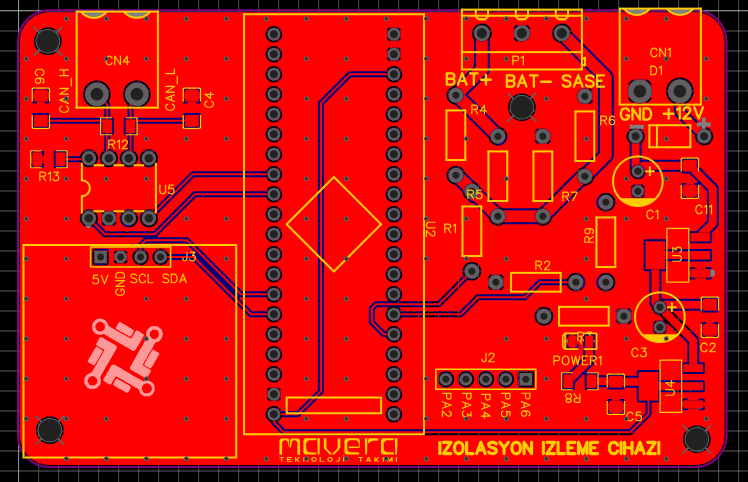 CN4
C6
CAN_H
CAN_L
C4
R12
R13
U5
J3
5V GND SCL SDA
U2
P1
BAT+ BAT- SASE
R4
R6
R5
R7
R1
R9
R2
CN1
D1
GND +12V
C1
C11
U3
C3
C2
POWER1
R8
C5
U4
J2
PA2 PA3 PA4 PA5 PA6
mavera
TEKNOLOJİ TAKIMI
IZOLASYON IZLEME CIHAZI